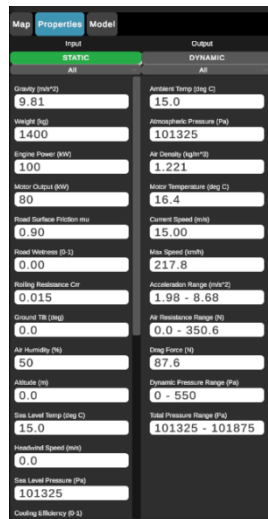 Map Properties Model
Input
STATIC
All
Gravity (m/s^2)
9.81
Weight (kg)
1400
Engine Power (kW)
100
Motor Output (kW)
80
Road Surface Friction mu
0.90
Road Wetness (0-1)
0.00
Rolling Resistance Crr
0.015
Ground Tilt (deg)
0.0
Air Humidity (%)
50
Altitude (m)
0.0
Sea Level Temp (deg C)
15.0
Headwind Speed (m/s)
0.0
Sea Level Pressure (Pa)
101325
Cooling Efficiency (0-1)
Output
DYNAMIC
All
Ambient Temp (deg C)
15.0
Atmospheric Pressure (Pa)
101325
Air Density (kg/m^3)
1.221
Motor Temperature (deg C)
16.4
Current Speed (m/s)
15.00
Max Speed (km/h)
217.8
Acceleration Range (m/s^2)
1.98 - 8.68
Air Resistance Range (N)
0.0 - 350.6
Drag Force (N)
87.6
Dynamic Pressure Range (Pa)
0 - 550
Total Pressure Range (Pa)
101325 - 101875